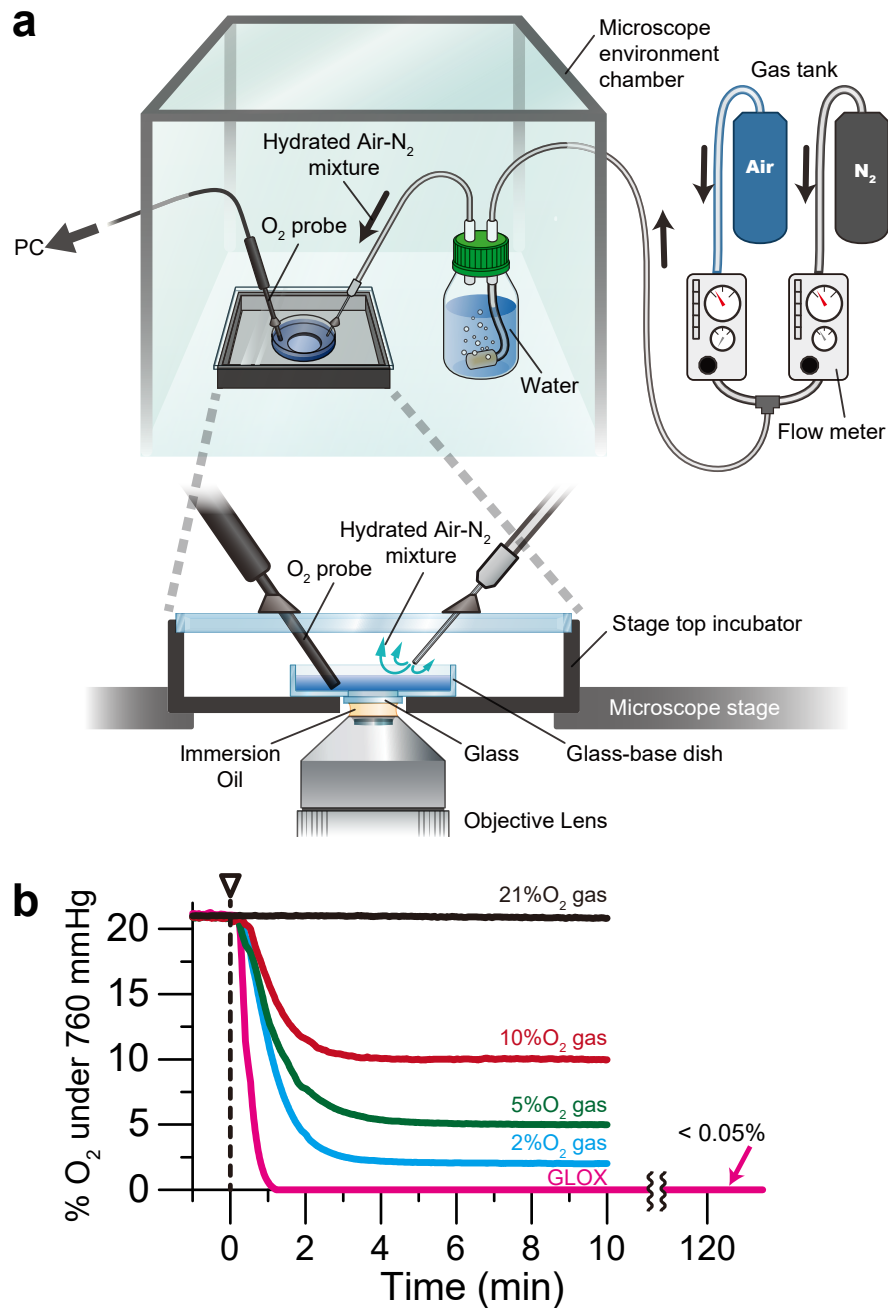 a
Microscope
environment
chamber
Gas tank
Hydrated Air-N₂
mixture
Air
N₂
O₂ probe
PC
Water
Flow meter
Hydrated Air-N₂
mixture
O₂ probe
Stage top incubator
Microscope stage
Immersion
Oil
Glass
Glass-base dish
Objective Lens
b
% O₂ under 760 mmHg
20
15
10
5
0
21%O₂ gas
10%O₂ gas
5%O₂ gas
2%O₂ gas
GLOX
< 0.05%
0
2
4
6
8
10
120
Time (min)